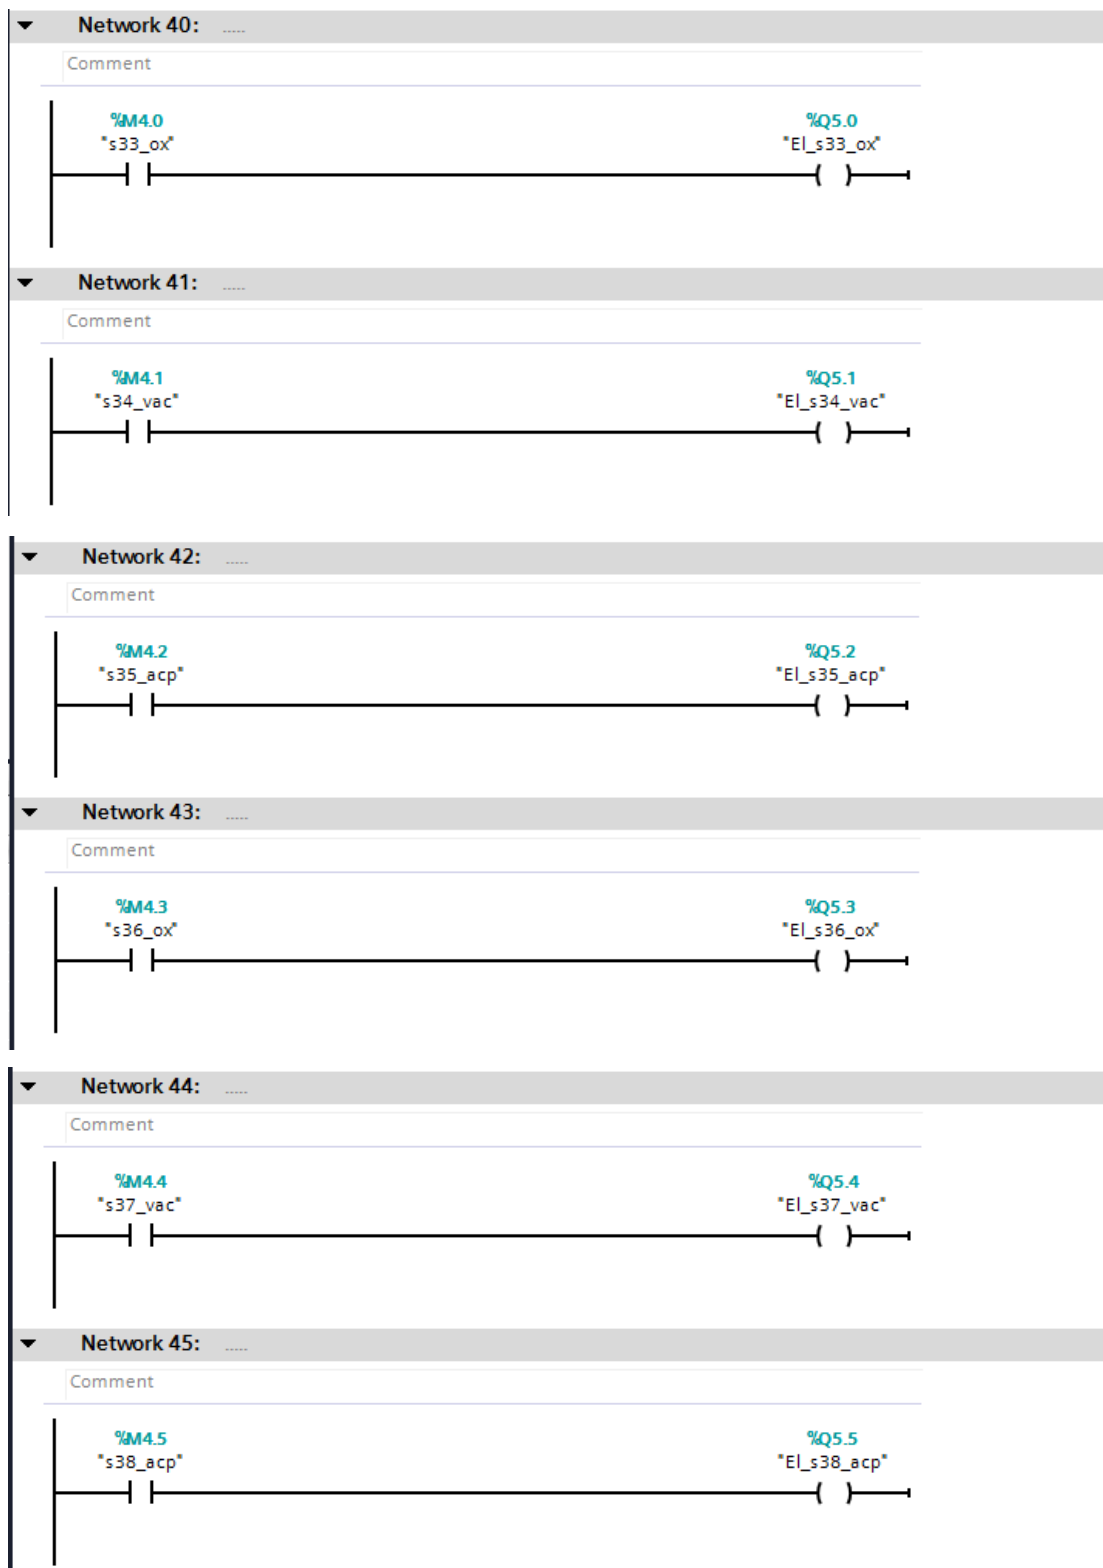 Network 40: .....
Comment
%M4.0 %Q5.0
"s33_ox" "El_s33_ox"
Network 41: .....
Comment
%M4.1 %Q5.1
"s34_vac" "El_s34_vac"
Network 42: .....
Comment
%M4.2 %Q5.2
"s35_acp" "El_s35_acp"
Network 43: .....
Comment
%M4.3 %Q5.3
"s36_ox" "El_s36_ox"
Network 44: .....
Comment
%M4.4 %Q5.4
"s37_vac" "El_s37_vac"
Network 45: .....
Comment
%M4.5 %Q5.5
"s38_acp" "El_s38_acp"